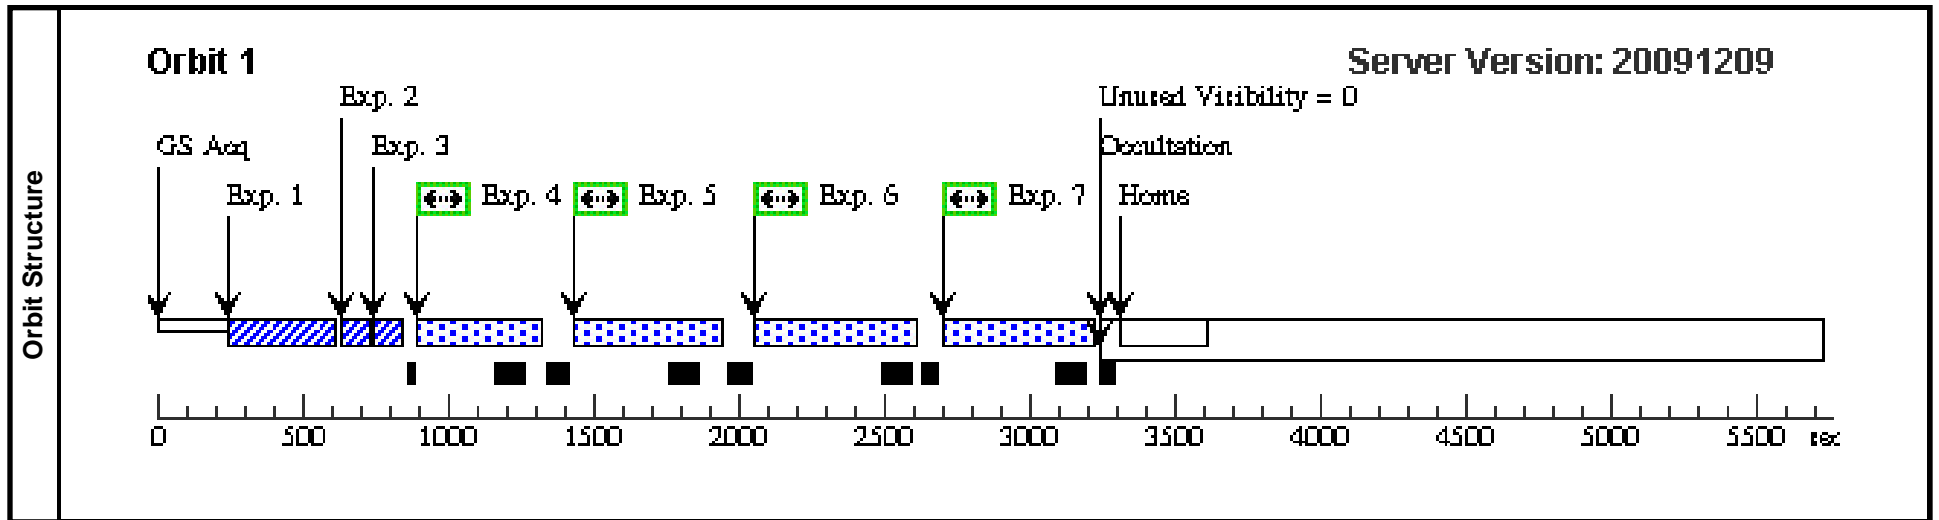 Orbit Structure
Orbit 1
Server Version: 20091209
Exp. 2
Unused Visibility = 0
GS Acq
Exp. 3
Occultation
Exp. 1
Exp. 4
Exp. 5
Exp. 6
Exp. 7
Home
0 500 1000 1500 2000 2500 3000 3500 4000 4500 5000 5500 sec